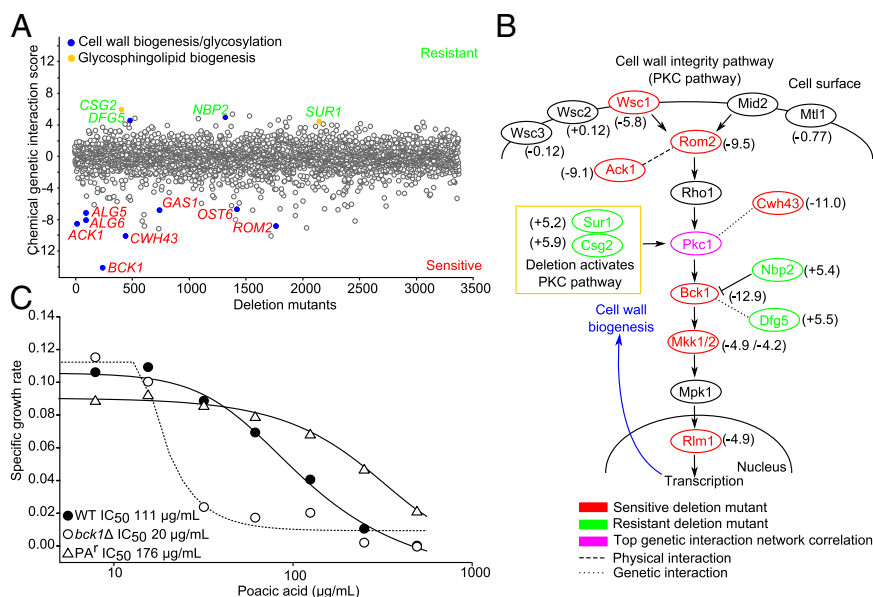 A
Cell wall biogenesis/glycosylation
Glycosphingolipid biogenesis
Resistant
Chemical genetic interaction score
8
4
0
-4
-8
-12
CSG2
DFG5
NBP2
SUR1
ALG5
ALG6
ACK1
CWH43
GAS1
OST6
ROM2
BCK1
Sensitive
0
500
1000
1500
2000
2500
3000
3500
Deletion mutants
B
Cell wall integrity pathway
(PKC pathway)
Cell surface
Wsc3
(-0.12)
Wsc2
(+0.12)
Wsc1
(-5.8)
Mid2
Mtl1
(-0.77)
Rom2
(-9.5)
Ack1
(-9.1)
Rho1
Cwh43
(-11.0)
(+5,2)
Sur1
(+5.9)
Csg2
Deletion activates
PKC pathway
Pkc1
Nbp2
(+5.4)
Bck1
(-12.9)
Dfg5
(+5.5)
Cell wall
biogenesis
Mkk1/2
(-4.9 /-4.2)
Mpk1
Rlm1
(-4.9)
Nucleus
Transcription
Sensitive deletion mutant
Resistant deletion mutant
Top genetic interaction network correlation
Physical interaction
Genetic interaction
C
Specific growth rate
0.14
0.12
0.10
0.08
0.06
0.04
0.02
0.00
WT IC50 111 µg/mL
bck1Δ IC50 20 µg/mL
PAr IC50 176 µg/mL
10
100
1000
Poacic acid (µg/mL)